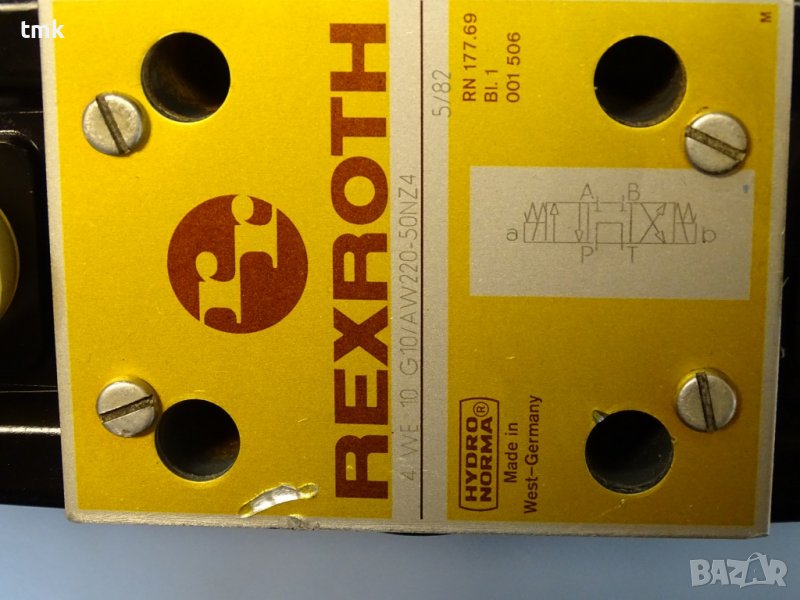 tmk
REXROTH
4 WE 10 G10/AW220-50NZ4
5/82
RN 177.69
Bl. 1
001 506
M
A B
a b
P T
HYDRO
NORMA ®
Made in
West-Germany
BAZAR